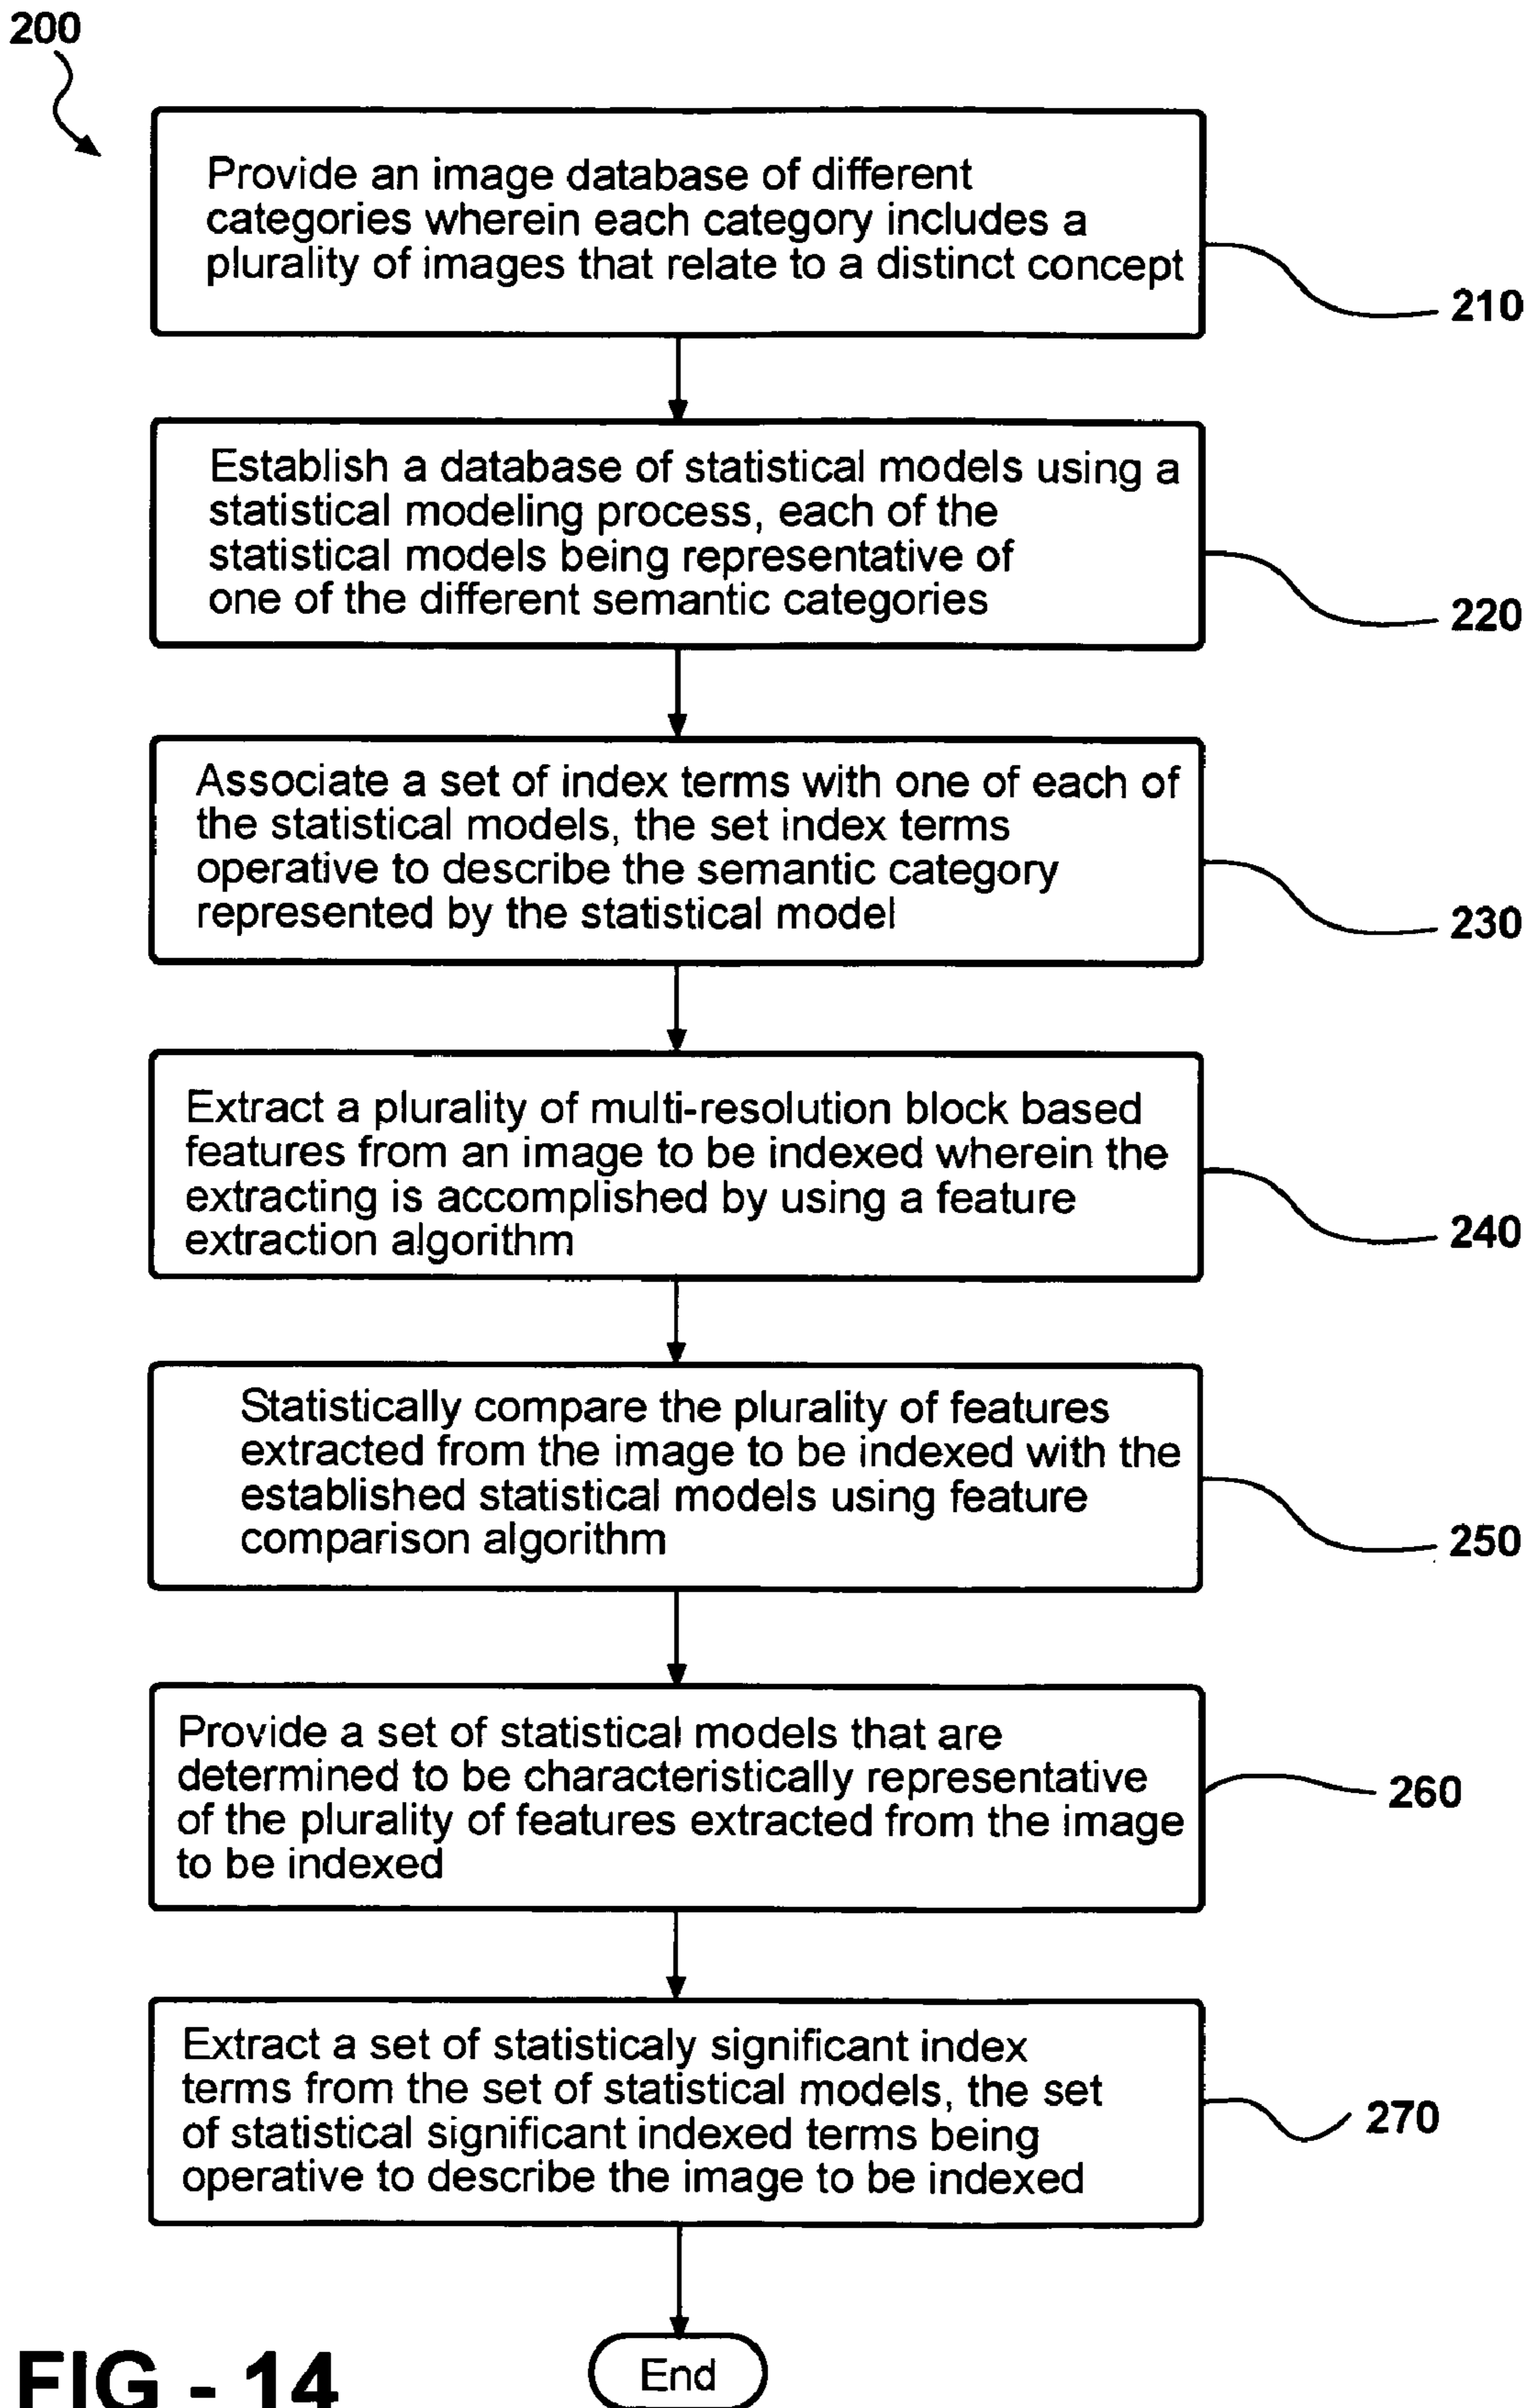 200
Provide an image database of different
categories wherein each category includes a
plurality of images that relate to a distinct concept
210
Establish a database of statistical models using a
statistical modeling process, each of the
statistical models being representative of
one of the different semantic categories
220
Associate a set of index terms with one of each of
the statistical models, the set index terms
operative to describe the semantic category
represented by the statistical model
230
Extract a plurality of multi-resolution block based
features from an image to be indexed wherein the
extracting is accomplished by using a feature
extraction algorithm
240
Statistically compare the plurality of features
extracted from the image to be indexed with the
established statistical models using feature
comparison algorithm
250
Provide a set of statistical models that are
determined to be characteristically representative
of the plurality of features extracted from the image
to be indexed
260
Extract a set of statisticaly significant index
terms from the set of statistical models, the set
of statistical significant indexed terms being
operative to describe the image to be indexed
270
End
FIG - 14